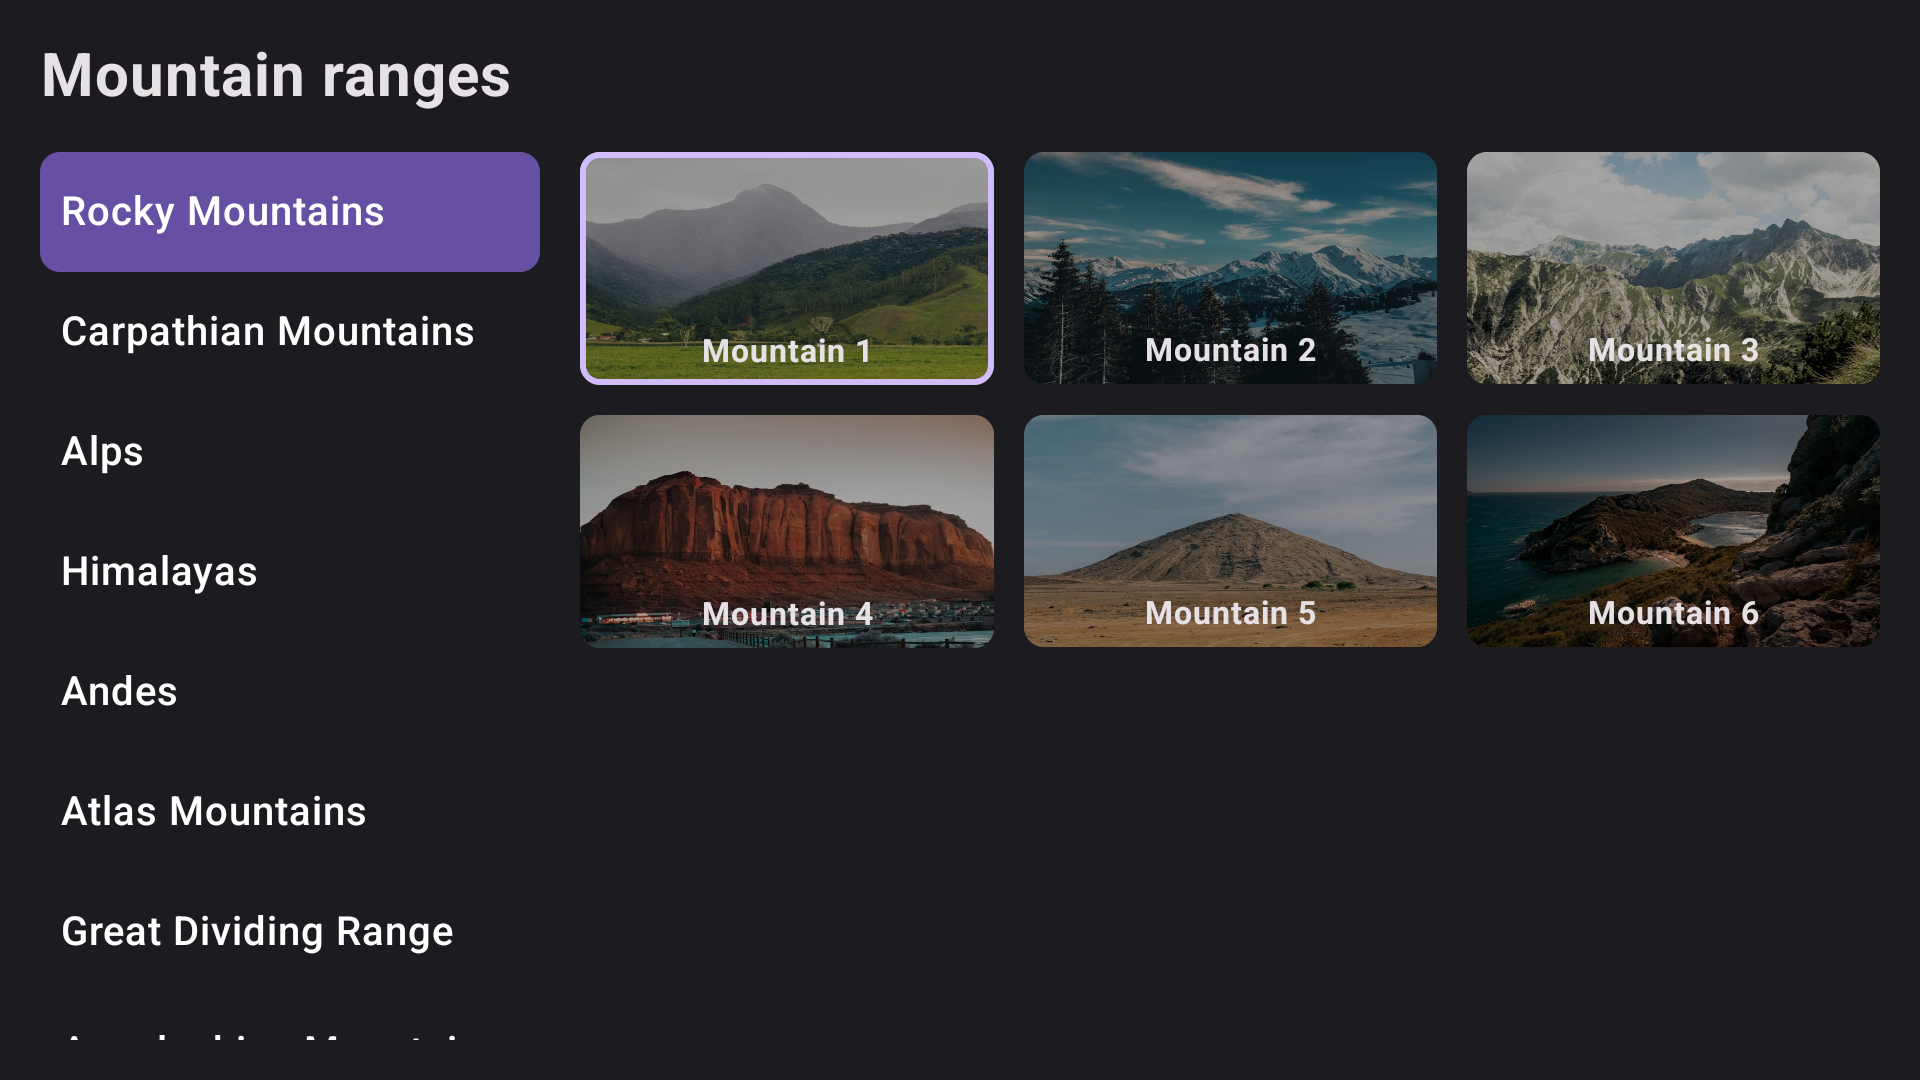 Mountain ranges
Rocky Mountains
Carpathian Mountains
Alps
Himalayas
Andes
Atlas Mountains
Great Dividing Range
Mountain 1
Mountain 2
Mountain 3
Mountain 4
Mountain 5
Mountain 6